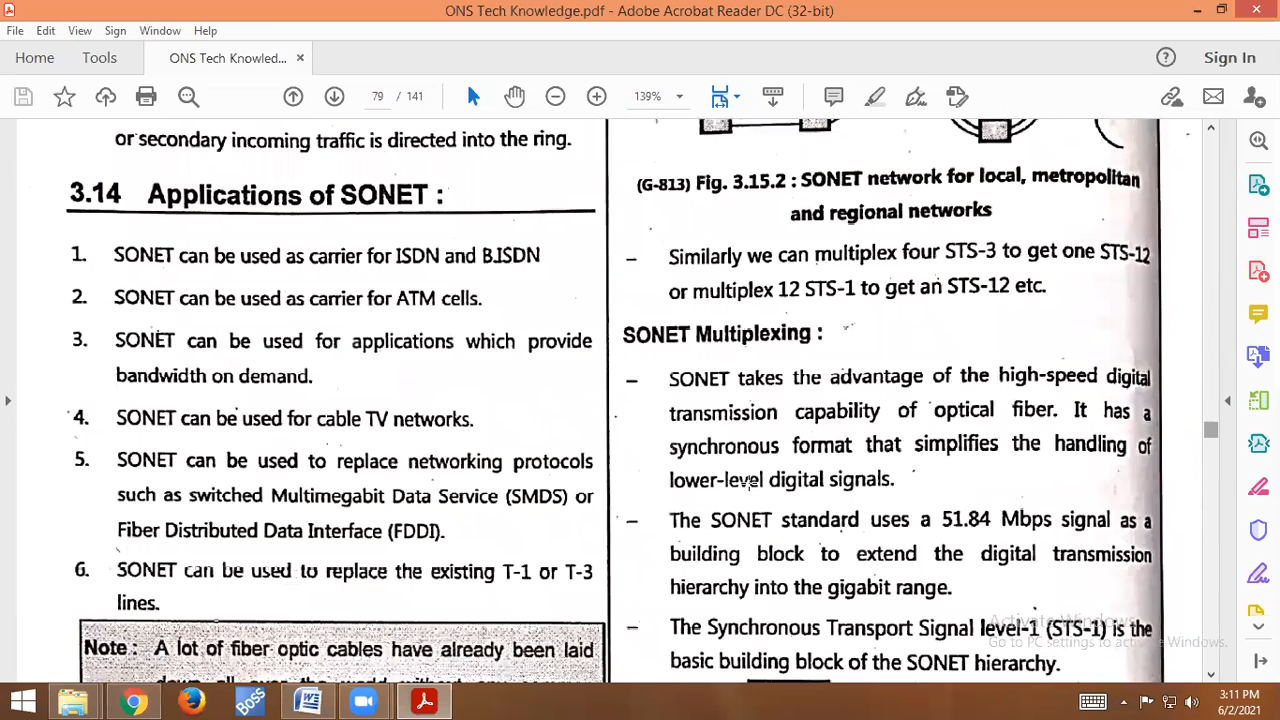 ONS Tech Knowledge.pdf - Adobe Acrobat Reader DC (32-bit)
File Edit View Sign Window Help
Home Tools ONS Tech Knowled... × Sign In
79 / 141 139%
or secondary incoming traffic is directed into the ring.
3.14 Applications of SONET :
1. SONET can be used as carrier for ISDN and B.ISDN
2. SONET can be used as carrier for ATM cells.
3. SONET can be used for applications which provide
bandwidth on demand.
4. SONET can be used for cable TV networks.
5. SONET can be used to replace networking protocols
such as switched Multimegabit Data Service (SMDS) or
Fiber Distributed Data Interface (FDDI).
6. SONET can be used to replace the existing T-1 or T-3
lines.
Note : A lot of fiber optic cables have already been laid
(G-813) Fig. 3.15.2 : SONET network for local, metropolitan
and regional networks
– Similarly we can multiplex four STS-3 to get one STS-12
or multiplex 12 STS-1 to get an STS-12 etc.
SONET Multiplexing :
– SONET takes the advantage of the high-speed digital
transmission capability of optical fiber. It has a
synchronous format that simplifies the handling of
lower-level digital signals.
– The SONET standard uses a 51.84 Mbps signal as a
building block to extend the digital transmission
hierarchy into the gigabit range.
– The Synchronous Transport Signal level-1 (STS-1) is the
basic building block of the SONET hierarchy.
Activate Windows
Go to PC settings to activate Windows.
BOSS
3:11 PM
6/2/2021